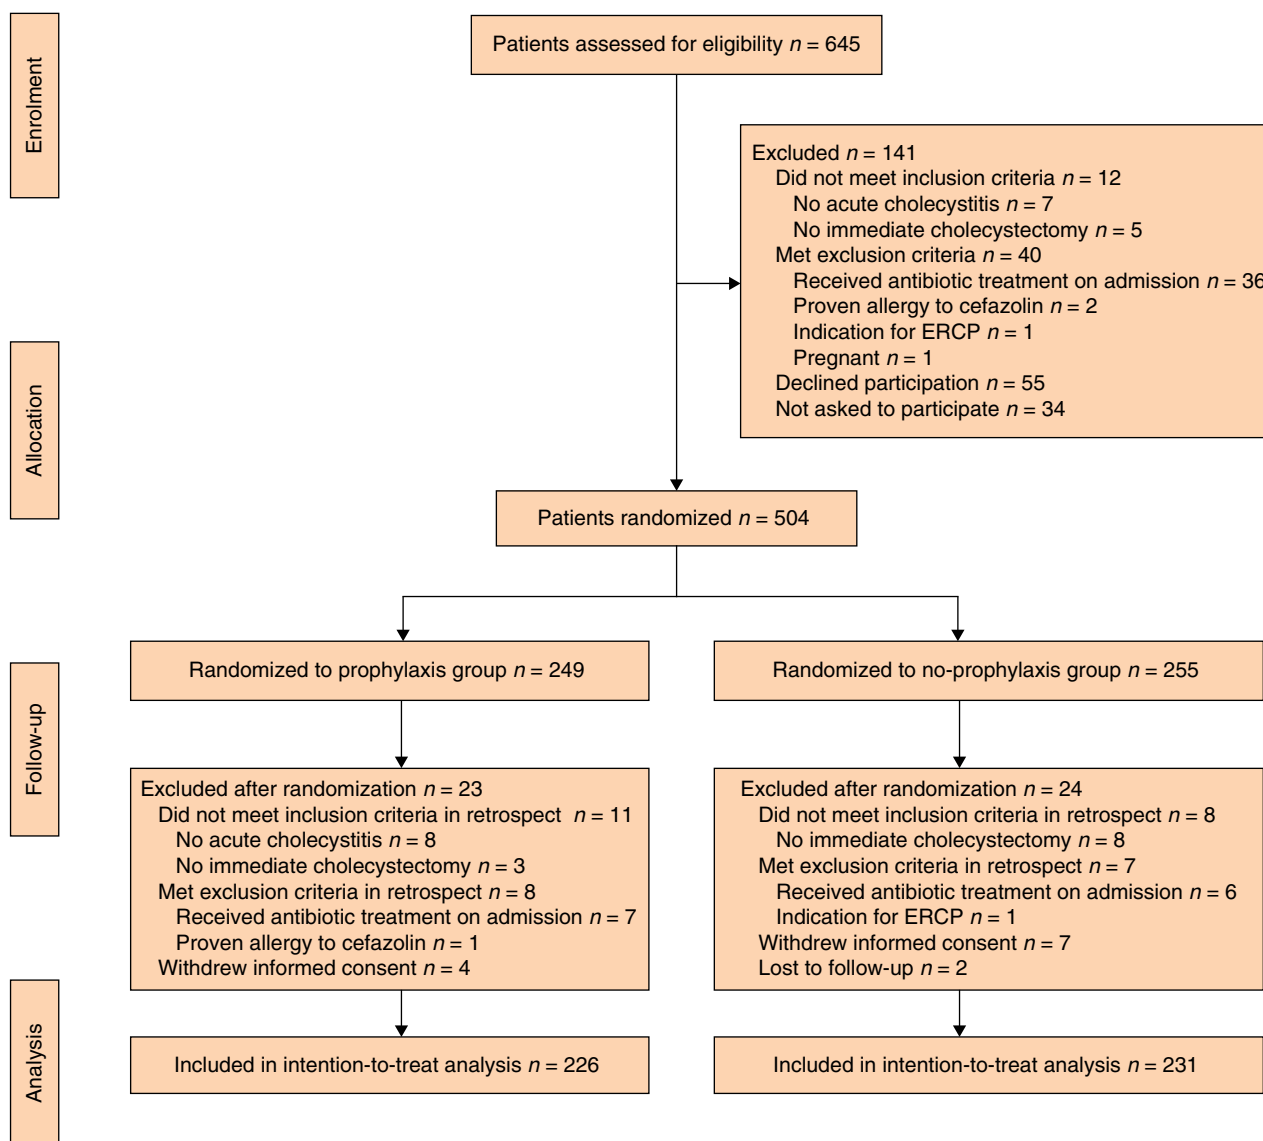 Enrolment
Patients assessed for eligibility n = 645
Excluded n = 141
Did not meet inclusion criteria n = 12
No acute cholecystitis n = 7
No immediate cholecystectomy n = 5
Met exclusion criteria n = 40
Received antibiotic treatment on admission n = 36
Proven allergy to cefazolin n = 2
Indication for ERCP n = 1
Pregnant n = 1
Declined participation n = 55
Not asked to participate n = 34
Allocation
Patients randomized n = 504
Randomized to prophylaxis group n = 249
Randomized to no-prophylaxis group n = 255
Follow-up
Excluded after randomization n = 23
Did not meet inclusion criteria in retrospect n = 11
No acute cholecystitis n = 8
No immediate cholecystectomy n = 3
Met exclusion criteria in retrospect n = 8
Received antibiotic treatment on admission n = 7
Proven allergy to cefazolin n = 1
Withdrew informed consent n = 4
Excluded after randomization n = 24
Did not meet inclusion criteria in retrospect n = 8
No immediate cholecystectomy n = 8
Met exclusion criteria in retrospect n = 7
Received antibiotic treatment on admission n = 6
Indication for ERCP n = 1
Withdrew informed consent n = 7
Lost to follow-up n = 2
Analysis
Included in intention-to-treat analysis n = 226
Included in intention-to-treat analysis n = 231